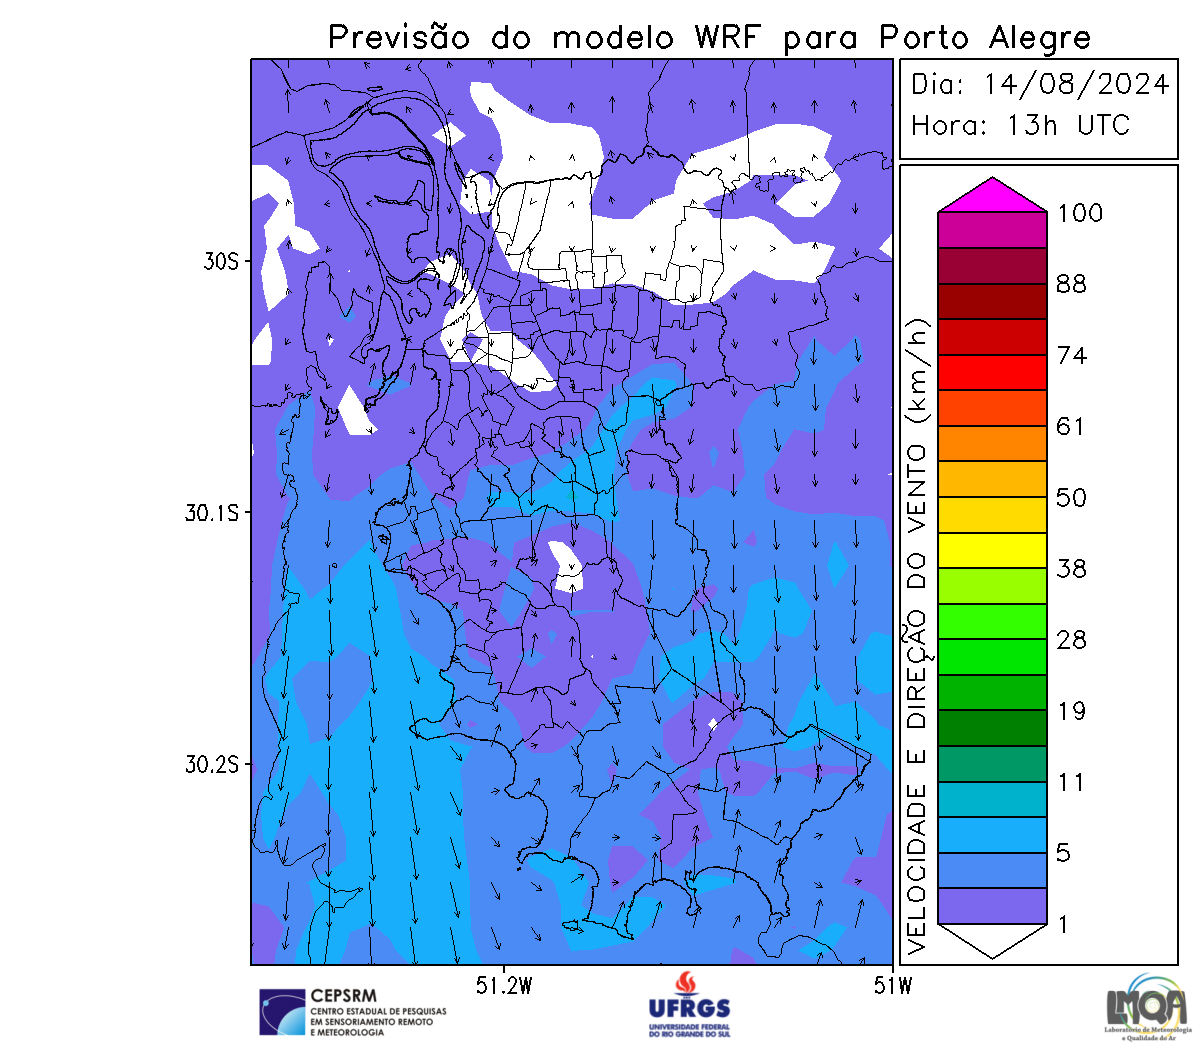 Previsão do modelo WRF para Porto Alegre
Dia: 14/08/2024
Hora: 13h UTC
30S
30.1S
30.2S
51.2W
51W
VELOCIDADE E DIREÇÃO DO VENTO (km/h)
100
88
74
61
50
38
28
19
11
5
1
CEPSRM
CENTRO ESTADUAL DE PESQUISAS
EM SENSORIAMENTO REMOTO
E METEOROLOGIA
UFRGS
UNIVERSIDADE FEDERAL
DO RIO GRANDE DO SUL
LMQA
Laboratório de Meteorologia
e Qualidade do Ar